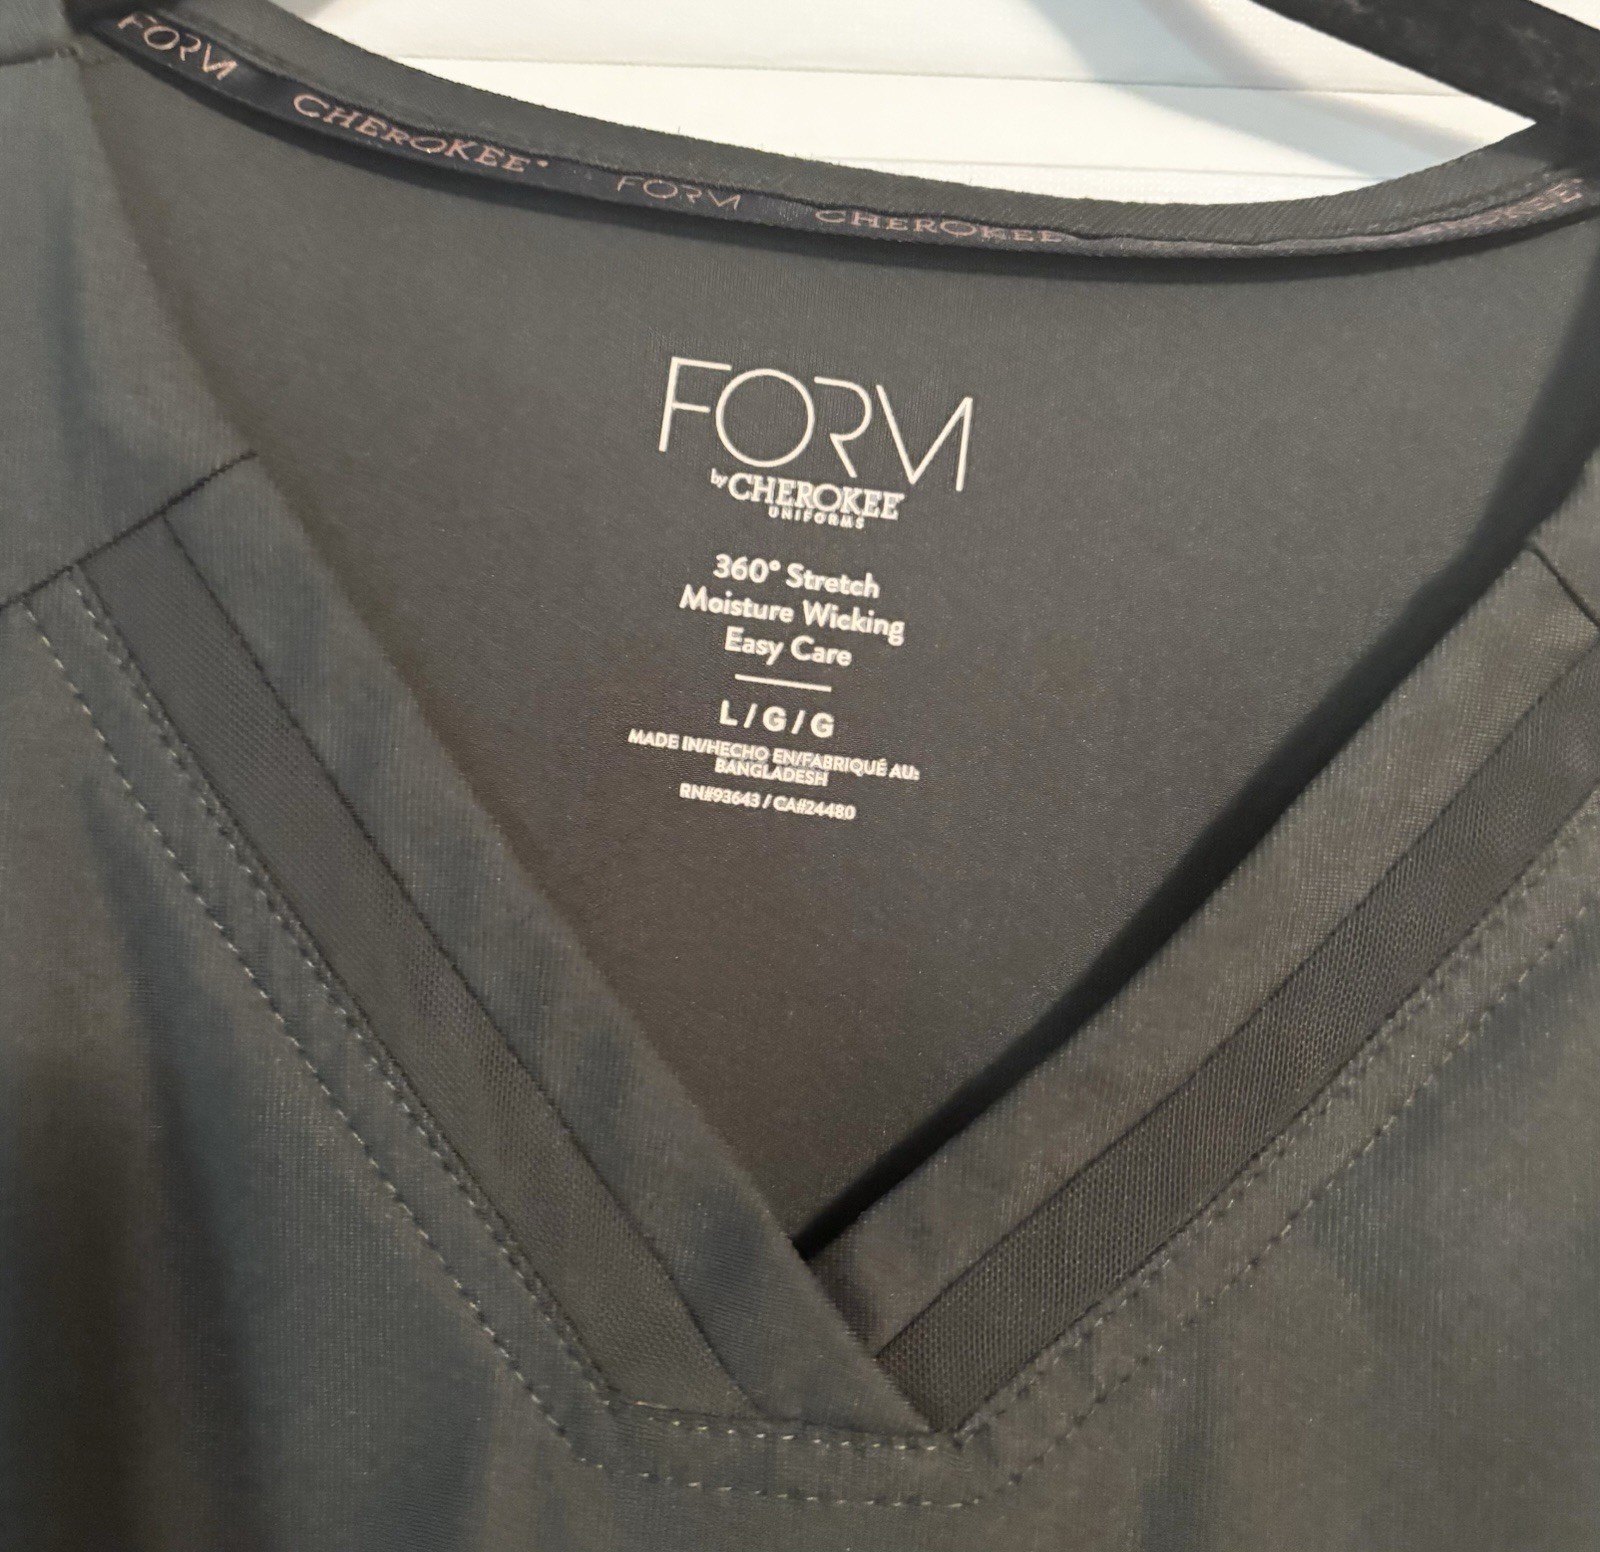 FORM CHEROKEE FORM CHEROKEE
FORM
by CHEROKEE
UNIFORMS
360° Stretch
Moisture Wicking
Easy Care
L / G / G
MADE IN/HECHO EN/FABRIQUÉ AU:
BANGLADESH
RN#93643 / CA#24480